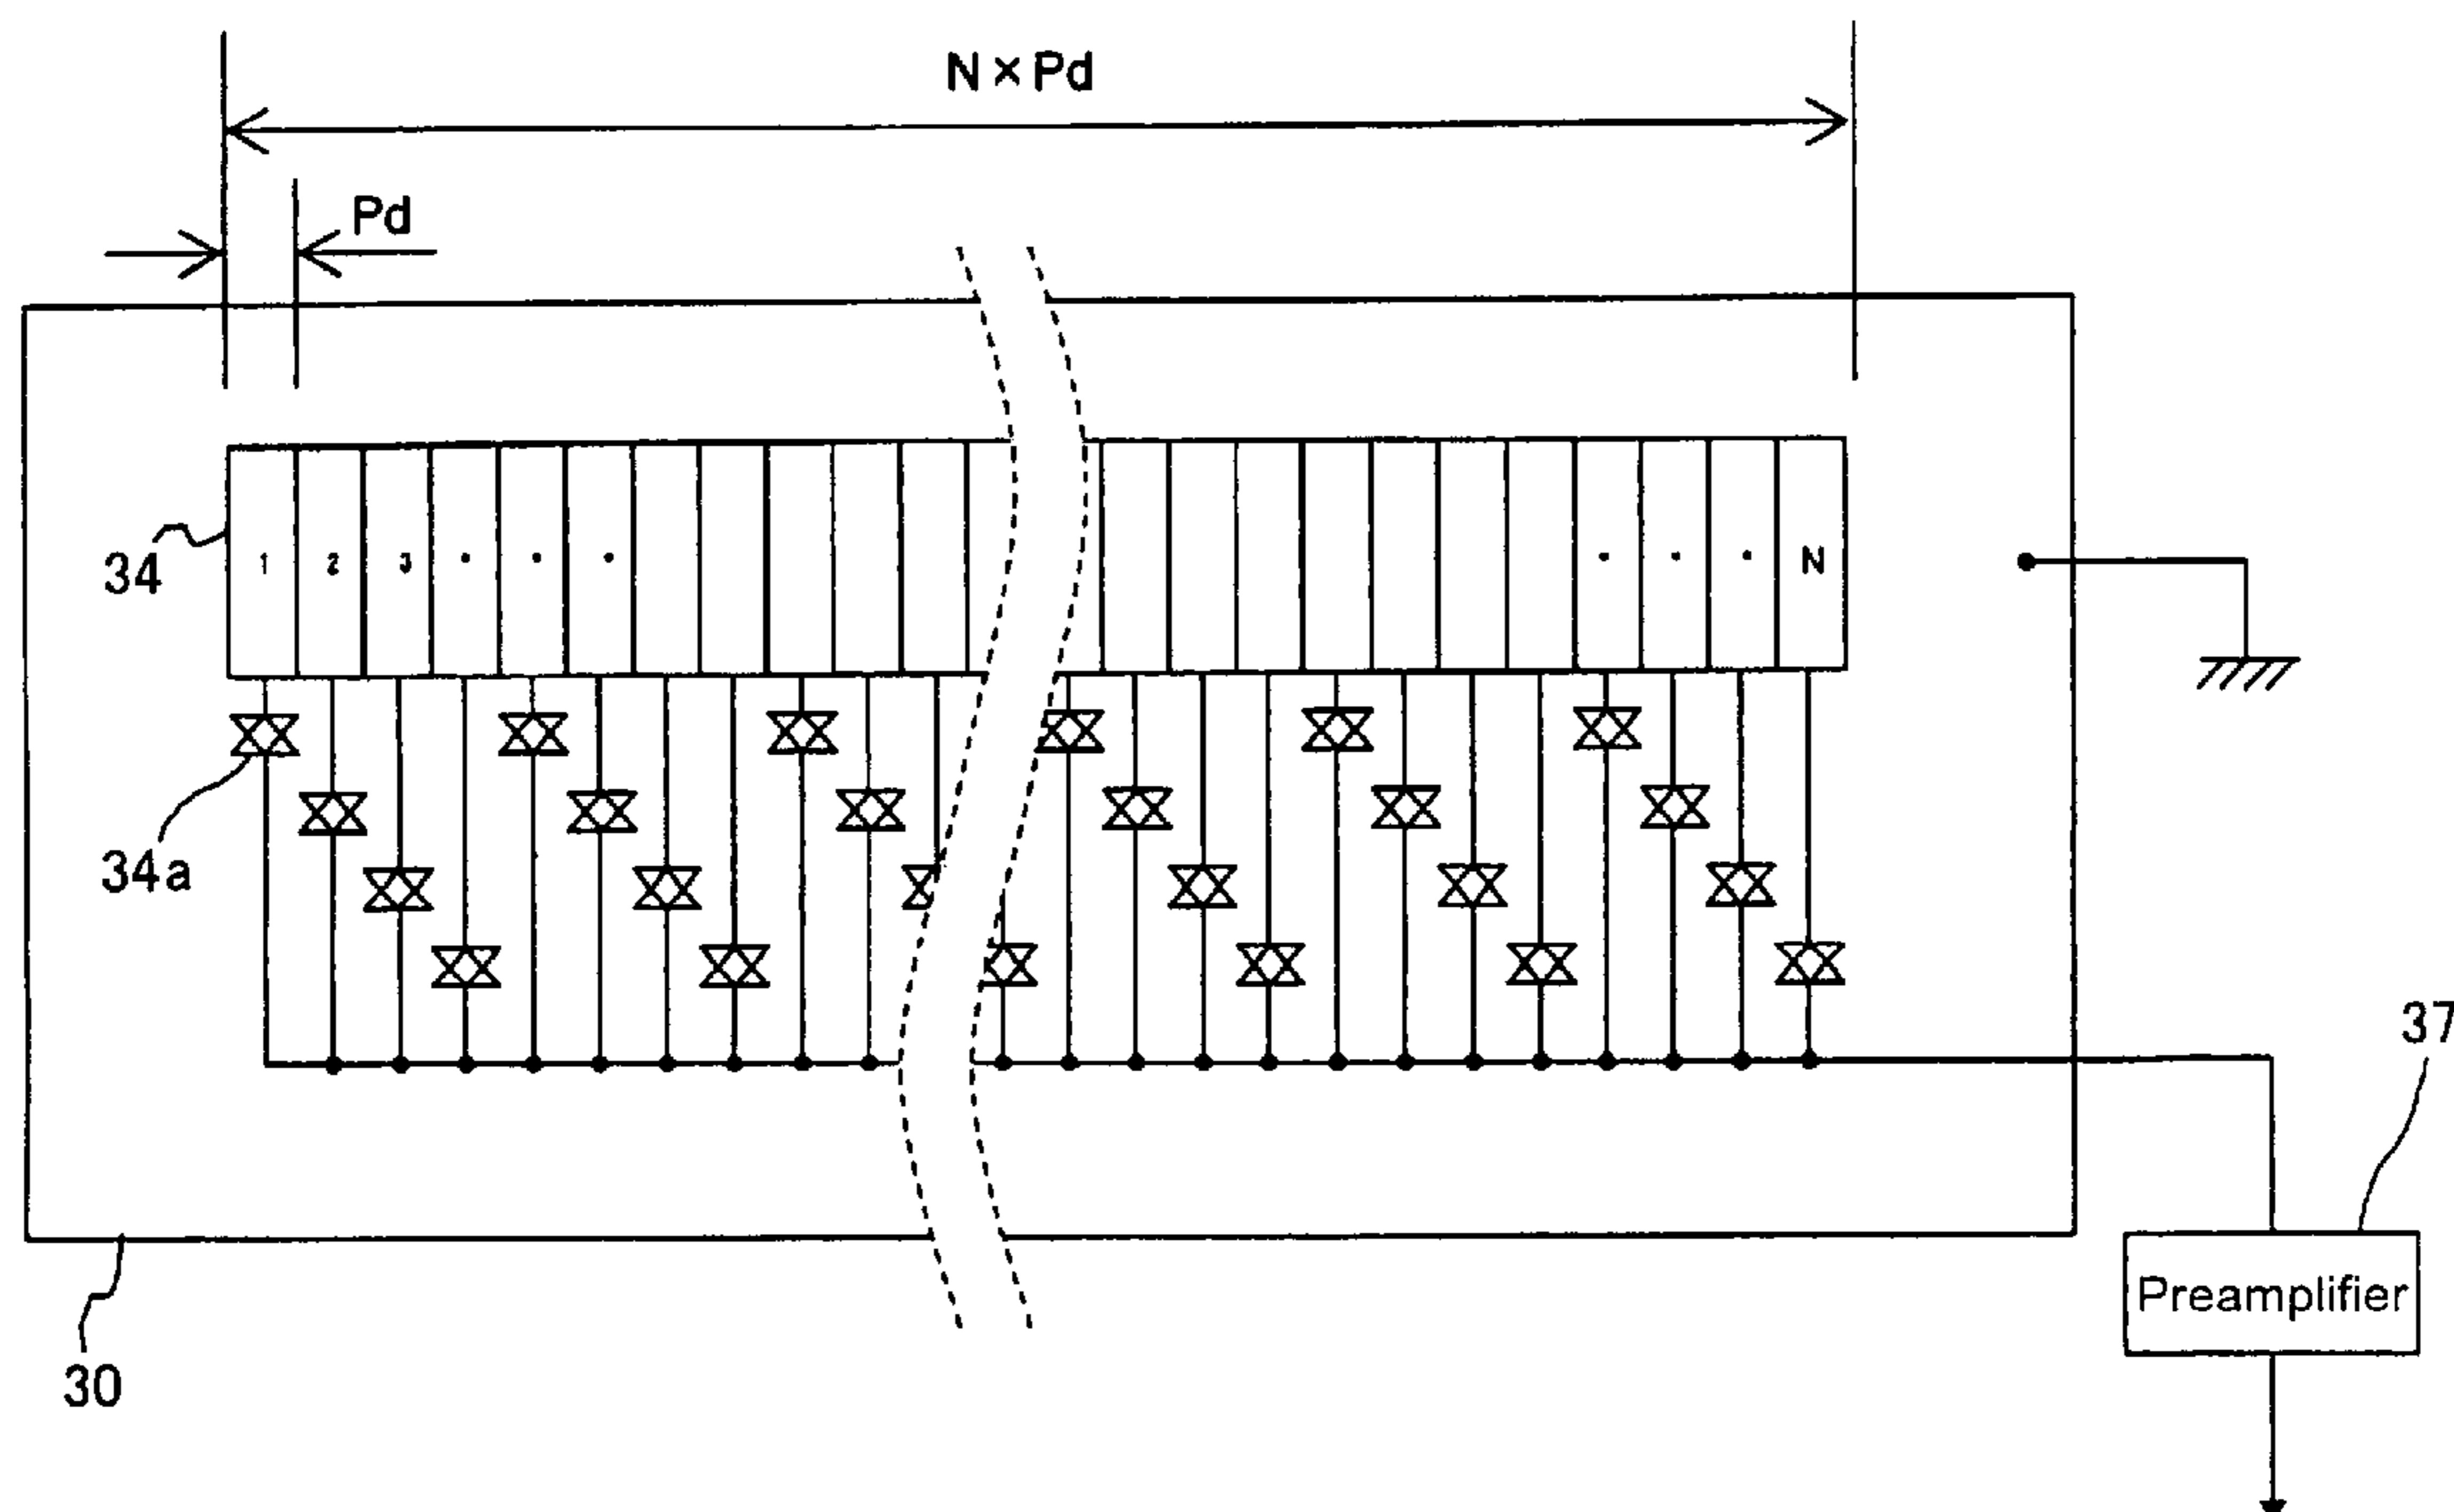 N×Pd
Pd
34
1 2 3 • • • • • • N
34a
37
Preamplifier
30